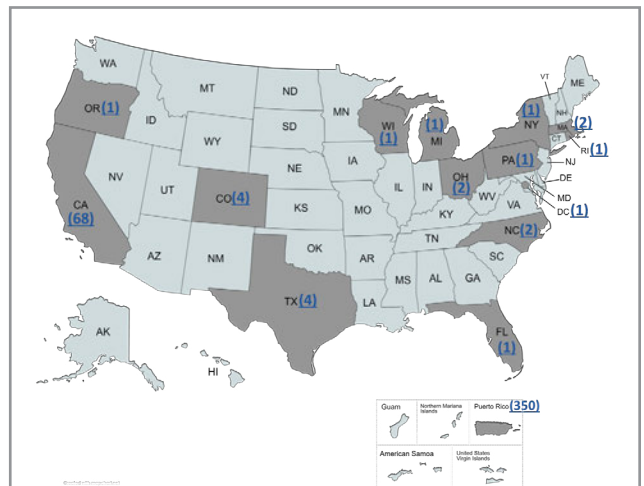 WA
MT
ND
MN
VT
ME
OR (1)
ID
SD
WI
(1)
(1)
MI
(1)
NY
NH
MA (2)
CT
RI (1)
WY
NE
IA
PA (1)
NJ
NV
UT
CO (4)
KS
MO
IL
IN
OH
(2)
WV
VA
DE
MD
DC (1)
CA
(68)
KY
AZ
NM
OK
AR
TN
NC (2)
SC
TX (4)
LA
MS
AL
GA
FL
(1)
AK
HI
Guam
Northern Mariana
Islands
Puerto Rico (350)
American Samoa
United States
Virgin Islands